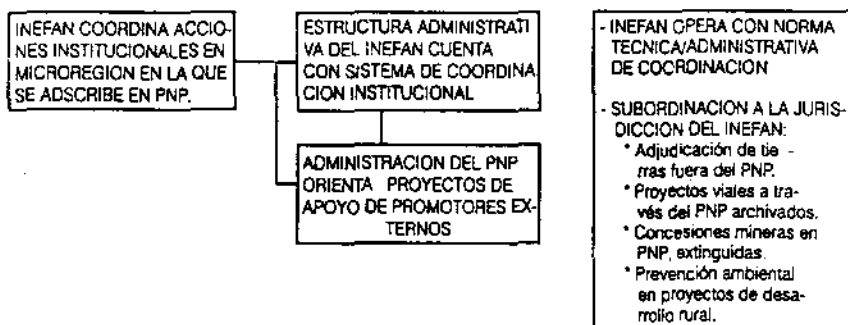 INEFAN COORDINA ACCIO-
NES INSTITUCIONALES EN
MICROREGION EN LA QUE
SE ADSCRIBE EN PNP.
ESTRUCTURA ADMINISTRATI
VA DEL INEFAN CUENTA
CON SISTEMA DE COORDINA
CION INSTITUCIONAL
ADMINISTRACION DEL PNP
ORIENTA PROYECTOS DE
APOYO DE PROMOTORES EX-
TERNOS
- INEFAN OPERA CON NORMA
TECNICA/ADMINISTRATIVA
DE COORDINACION
- SUBORDINACION A LA JURIS-
DICCION DEL INEFAN:
* Adjudicación de tie -
rras fuera del PNP.
* Proyectos viales a tra-
vés del PNP archivados.
* Concesiones mineras en
PNP, extinguidas.
* Prevención ambiental
en proyectos de desa-
rrollo rural.